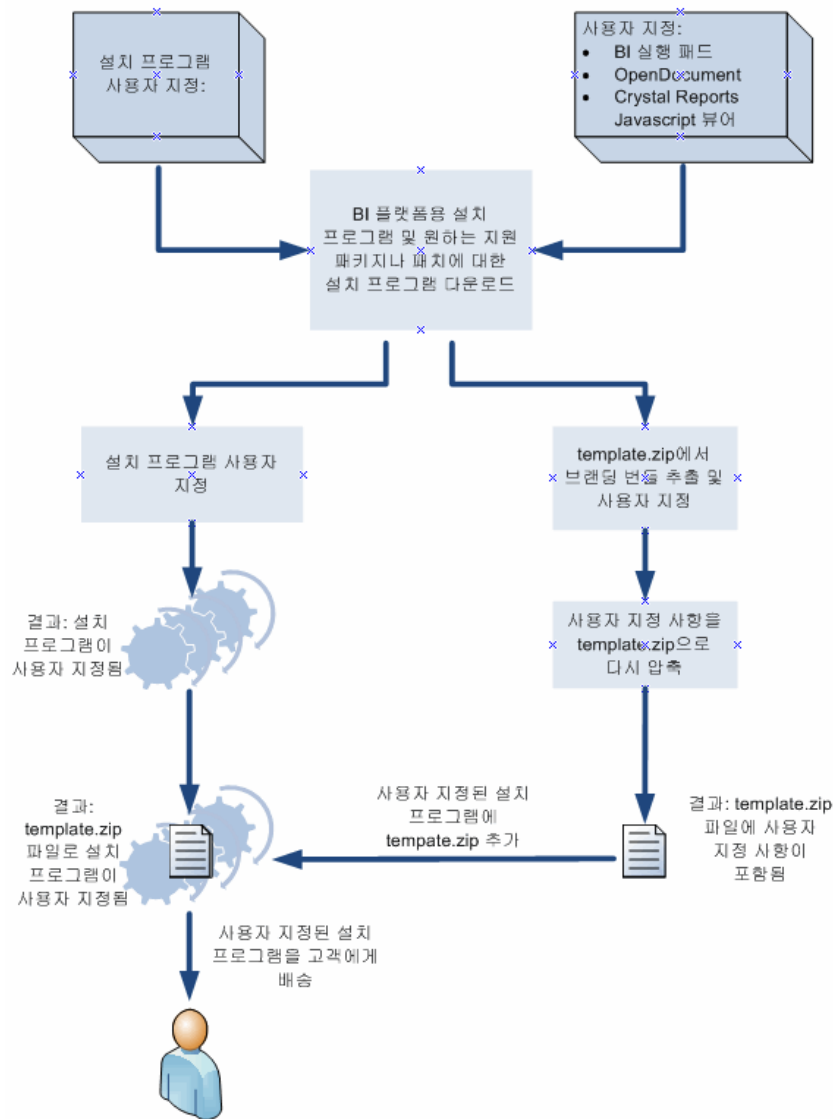 설치 프로그램
사용자 지정:
사용자 지정:
• BI 실행 패드
• OpenDocument
• Crystal Reports
Javascript 뷰어
BI 플랫폼용 설치
프로그램 및 원하는 지원
패키지나 패치에 대한
설치 프로그램 다운로드
설치 프로그램 사용자
지정
template.zip에서
브랜딩 번들 추출 및
사용자 지정
결과: 설치
프로그램이
사용자 지정됨
사용자 지정 사항을
template.zip으로
다시 압축
결과:
template.zip
파일로 설치
프로그램이
사용자 지정됨
사용자 지정된 설치
프로그램에
tempate.zip 추가
결과: template.zip
파일에 사용자
지정 사항이
포함됨
사용자 지정된 설치
프로그램을 고객에게
배송